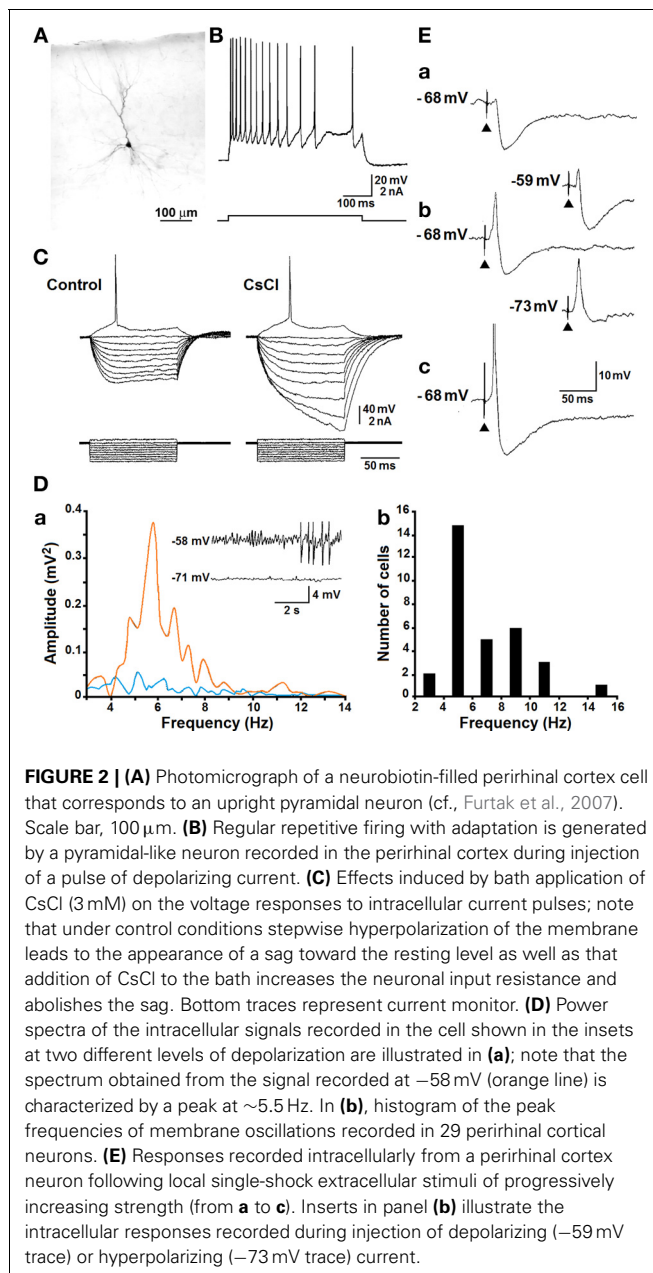 A
B
E
a
-68 mV
20 mV
2 nA
100 ms
100 μm
-59 mV
b
-68 mV
-73 mV
C
Control
CsCl
40 mV
2 nA
50 ms
c
-68 mV
10 mV
50 ms
D
a
0.4
0.3
0.2
0.1
0
Amplitude (mV²)
-58 mV
-71 mV
4 mV
2 s
4 6 8 10 12 14
Frequency (Hz)
b
16
14
12
10
8
6
4
2
0
Number of cells
2 4 6 8 10 12 14 16
Frequency (Hz)
FIGURE 2 | (A) Photomicrograph of a neurobiotin-filled perirhinal cortex cell
that corresponds to an upright pyramidal neuron (cf., Furtak et al., 2007).
Scale bar, 100 μm. (B) Regular repetitive firing with adaptation is generated
by a pyramidal-like neuron recorded in the perirhinal cortex during injection
of a pulse of depolarizing current. (C) Effects induced by bath application of
CsCl (3 mM) on the voltage responses to intracellular current pulses; note
that under control conditions stepwise hyperpolarization of the membrane
leads to the appearance of a sag toward the resting level as well as that
addition of CsCl to the bath increases the neuronal input resistance and
abolishes the sag. Bottom traces represent current monitor. (D) Power
spectra of the intracellular signals recorded in the cell shown in the insets
at two different levels of depolarization are illustrated in (a); note that the
spectrum obtained from the signal recorded at −58 mV (orange line) is
characterized by a peak at ∼5.5 Hz. In (b), histogram of the peak
frequencies of membrane oscillations recorded in 29 perirhinal cortical
neurons. (E) Responses recorded intracellularly from a perirhinal cortex
neuron following local single-shock extracellular stimuli of progressively
increasing strength (from a to c). Inserts in panel (b) illustrate the
intracellular responses recorded during injection of depolarizing (−59 mV
trace) or hyperpolarizing (−73 mV trace) current.